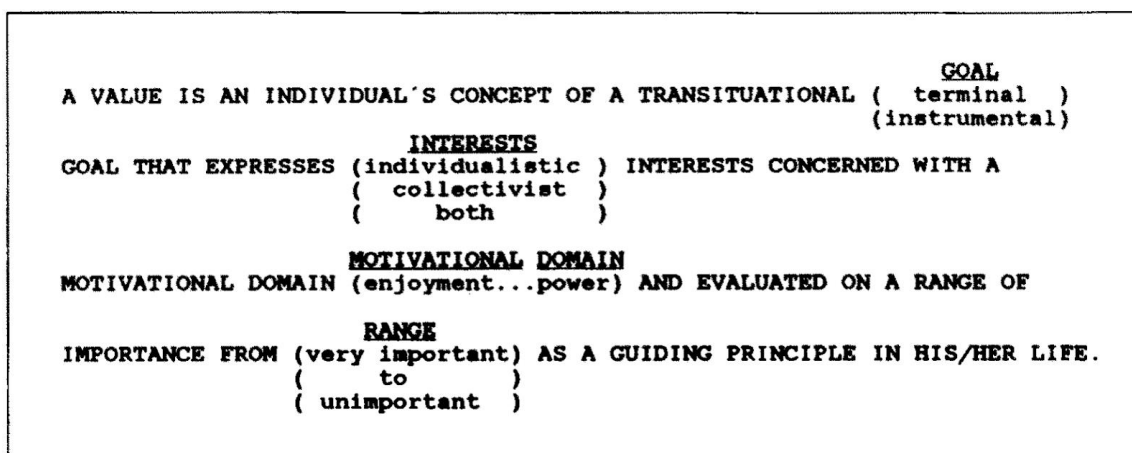 GOAL
A VALUE IS AN INDIVIDUAL'S CONCEPT OF A TRANSITUATIONAL ( terminal )
(instrumental)
INTERESTS
GOAL THAT EXPRESSES (individualistic ) INTERESTS CONCERNED WITH A
( collectivist )
( both )
MOTIVATIONAL DOMAIN
MOTIVATIONAL DOMAIN (enjoyment...power) AND EVALUATED ON A RANGE OF
RANGE
IMPORTANCE FROM (very important) AS A GUIDING PRINCIPLE IN HIS/HER LIFE.
( to )
( unimportant )